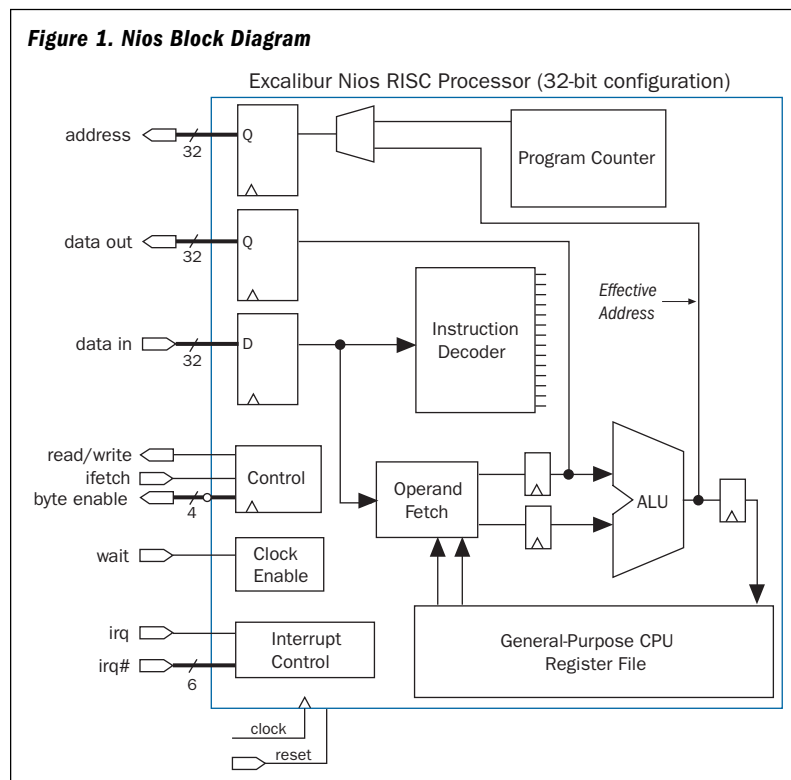 Figure 1. Nios Block Diagram
Excalibur Nios RISC Processor (32-bit configuration)
address
32
Q
Program Counter
data out
32
Q
Effective
Address
Instruction
Decoder
data in
32
D
read/write
ifetch
byte enable
4
Control
Operand
Fetch
ALU
wait
Clock
Enable
irq
irq#
6
Interrupt
Control
General-Purpose CPU
Register File
clock
reset